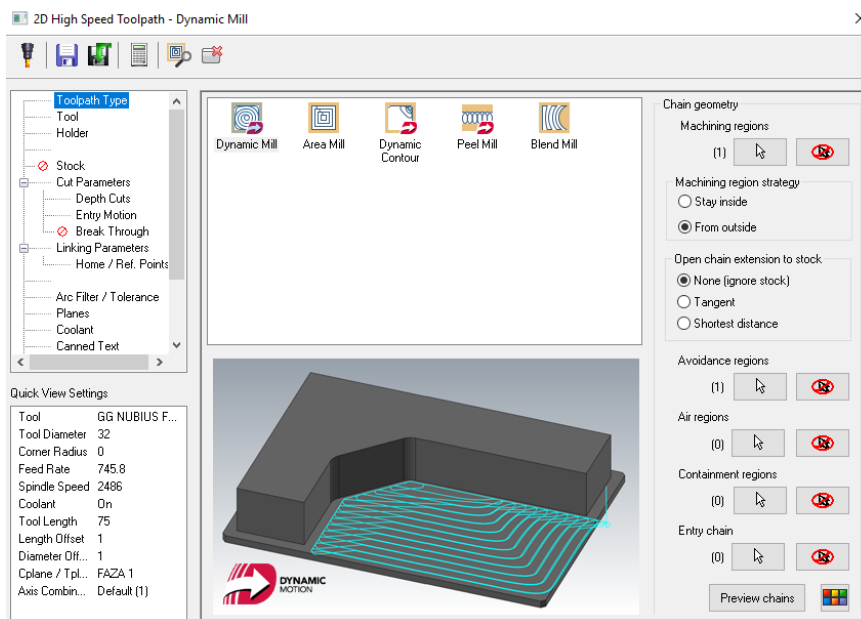 2D High Speed Toolpath - Dynamic Mill
Toolpath Type
Tool
Holder
Stock
Cut Parameters
Depth Cuts
Entry Motion
Break Through
Linking Parameters
Home / Ref. Points
Arc Filter / Tolerance
Planes
Coolant
Canned Text
Quick View Settings
Tool GG NUBIUS F...
Tool Diameter 32
Corner Radius 0
Feed Rate 745.8
Spindle Speed 2486
Coolant On
Tool Length 75
Length Offset 1
Diameter Off... 1
Cplane / Tpl... FAZA 1
Axis Combin... Default (1)
Dynamic Mill
Area Mill
Dynamic Contour
Peel Mill
Blend Mill
DYNAMIC
MOTION
Chain geometry
Machining regions
(1)
Machining region strategy
Stay inside
From outside
Open chain extension to stock
None (ignore stock)
Tangent
Shortest distance
Avoidance regions
(1)
Air regions
(0)
Containment regions
(0)
Entry chain
(0)
Preview chains